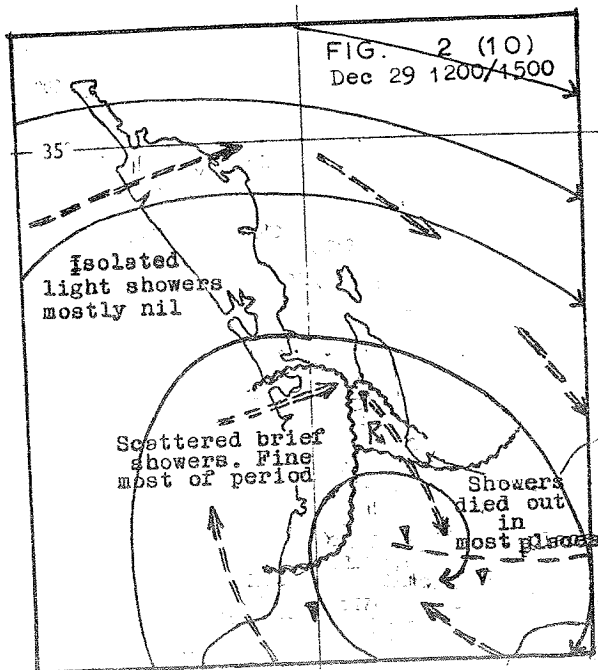 FIG. 2 (10)
Dec 29 1200/1500
35°
Isolated
light showers
mostly nil
Scattered brief
showers. Fine
most of period
R
Showers
died out
in
most places